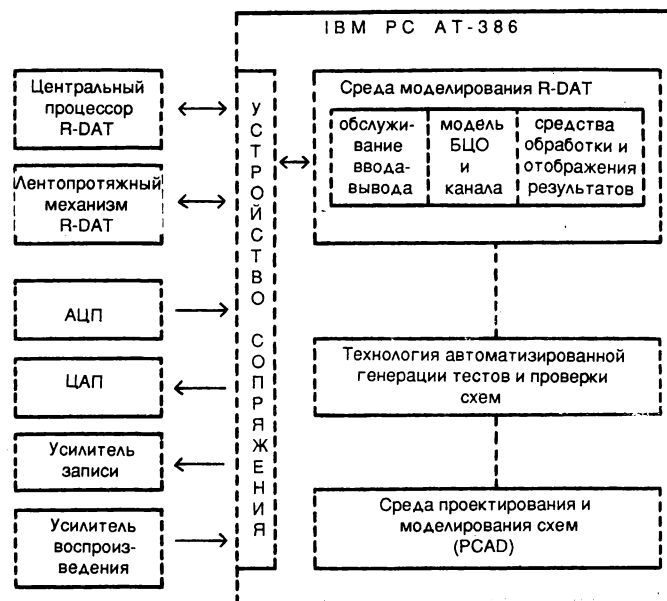 IBM PC AT-386
Центральный
процессор
R-DAT
Лентопротяжный
механизм
R-DAT
АЦП
ЦАП
Усилитель
записи
Усилитель
воспроиз-
ведения
УСТРОЙСТВО СОПРЯЖЕНИЯ
Среда моделирования R-DAT
обслужи-
вание
ввода-
вывода
модель
БЦО
и
канала
средства
обработки и
отображения
результатов
Технология автоматизированной
генерации тестов и проверки
схем
Среда проектирования и
моделирования схем
(PCAD)